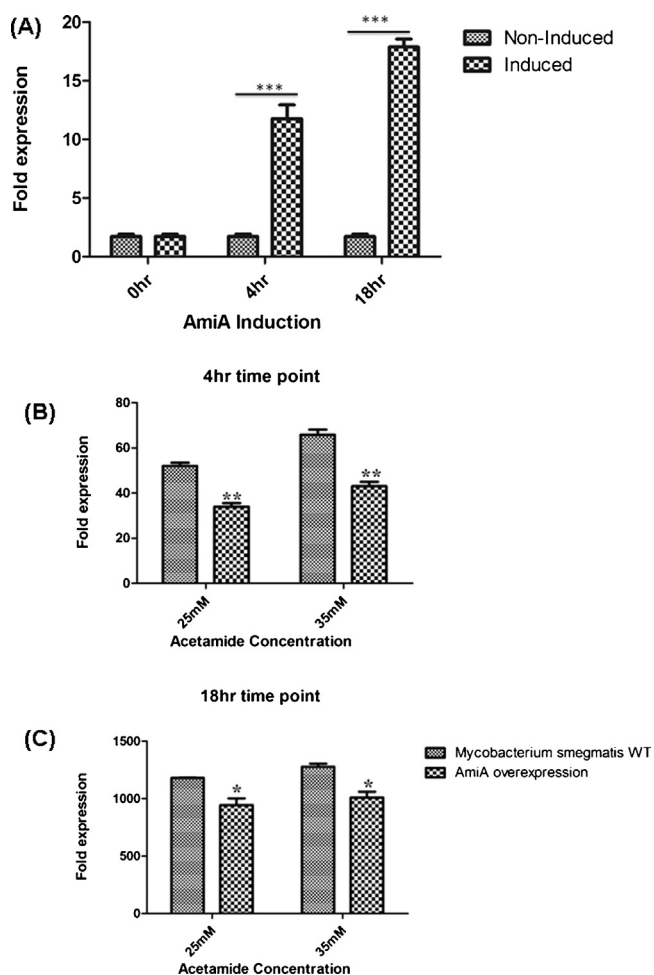 (A)
20
15
10
5
0
Fold expression
***
***
Non-Induced
Induced
0hr
4hr
18hr
AmiA Induction
4hr time point
(B)
80
60
40
20
0
Fold expression
**
**
25mM
35mM
Acetamide Concentration
18hr time point
(C)
1500
1000
500
0
Fold expression
*
*
Mycobacterium smegmatis WT
AmiA overexpression
25mM
35mM
Acetamide Concentration